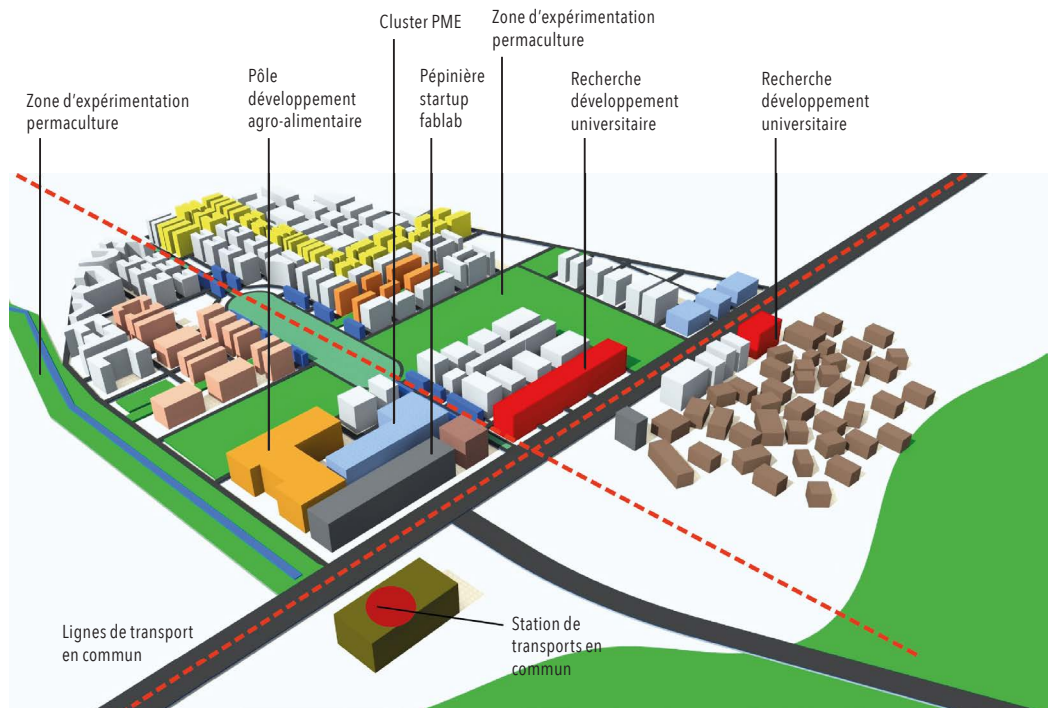 Cluster PME
Zone d'expérimentation
permaculture
Zone d'expérimentation
permaculture
Pôle
développement
agro-alimentaire
Pépinière
startup
fablab
Recherche
développement
universitaire
Recherche
développement
universitaire
Lignes de transport
en commun
Station de
transports en
commun